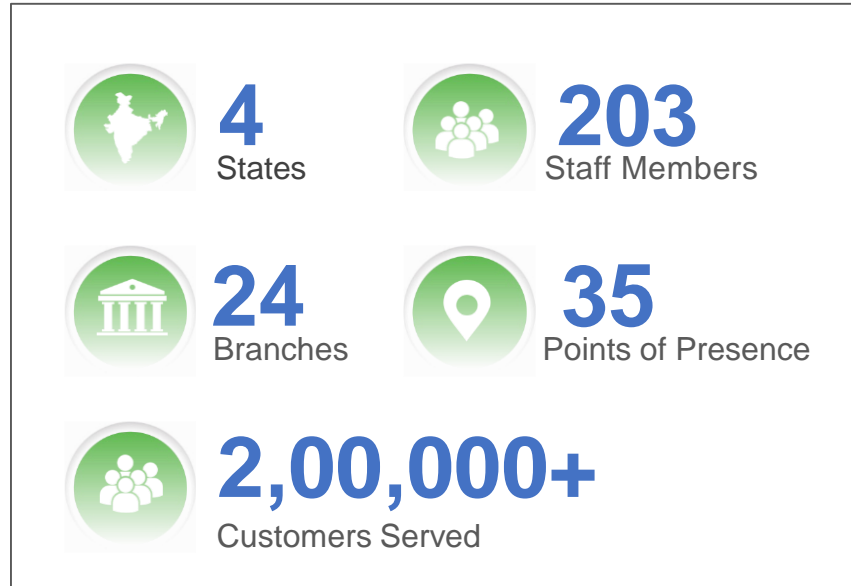 4
States
203
Staff Members
24
Branches
35
Points of Presence
2,00,000+
Customers Served